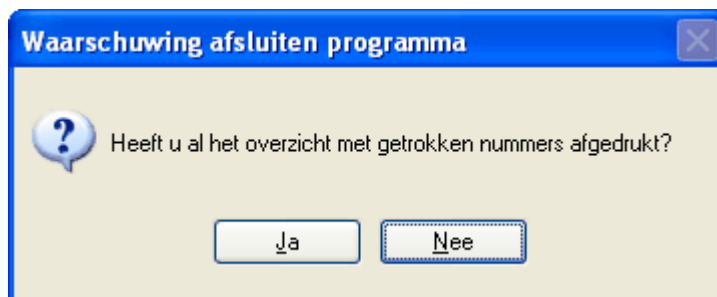 Waarschuwing afsluiten programma
Heeft u al het overzicht met getrokken nummers afgedrukt?
Ja
Nee